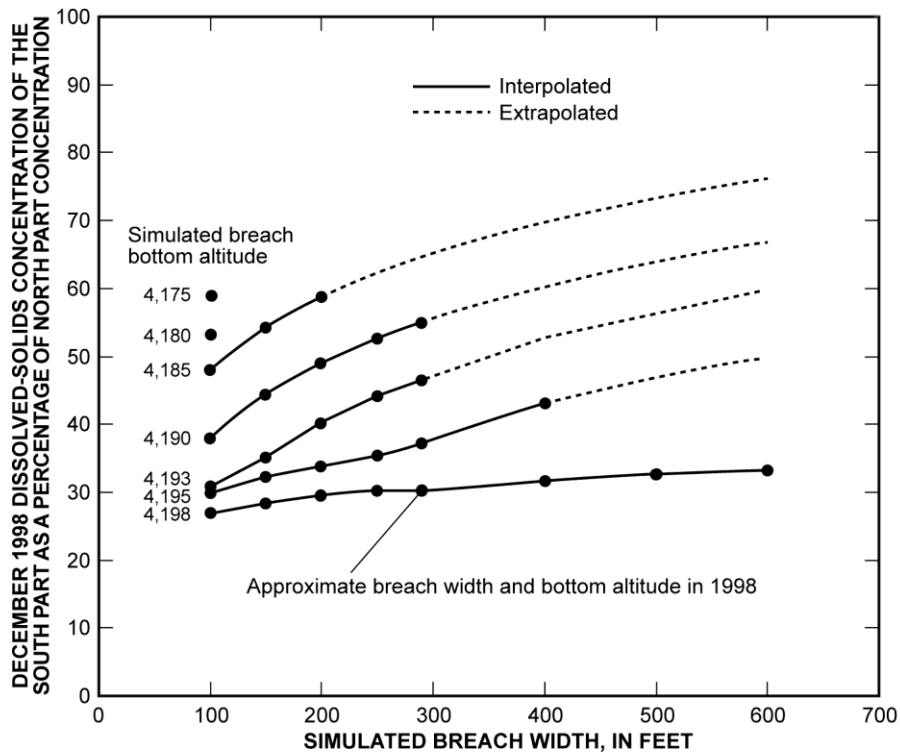 DECEMBER 1998 DISSOLVED-SOLIDS CONCENTRATION OF THE
SOUTH PART AS A PERCENTAGE OF NORTH PART CONCENTRATION
100
90
80
70
60
50
40
30
20
10
0
Interpolated
Extrapolated
Simulated breach
bottom altitude
4,175
4,180
4,185
4,190
4,193
4,195
4,198
Approximate breach width and bottom altitude in 1998
0 100 200 300 400 500 600 700
SIMULATED BREACH WIDTH, IN FEET